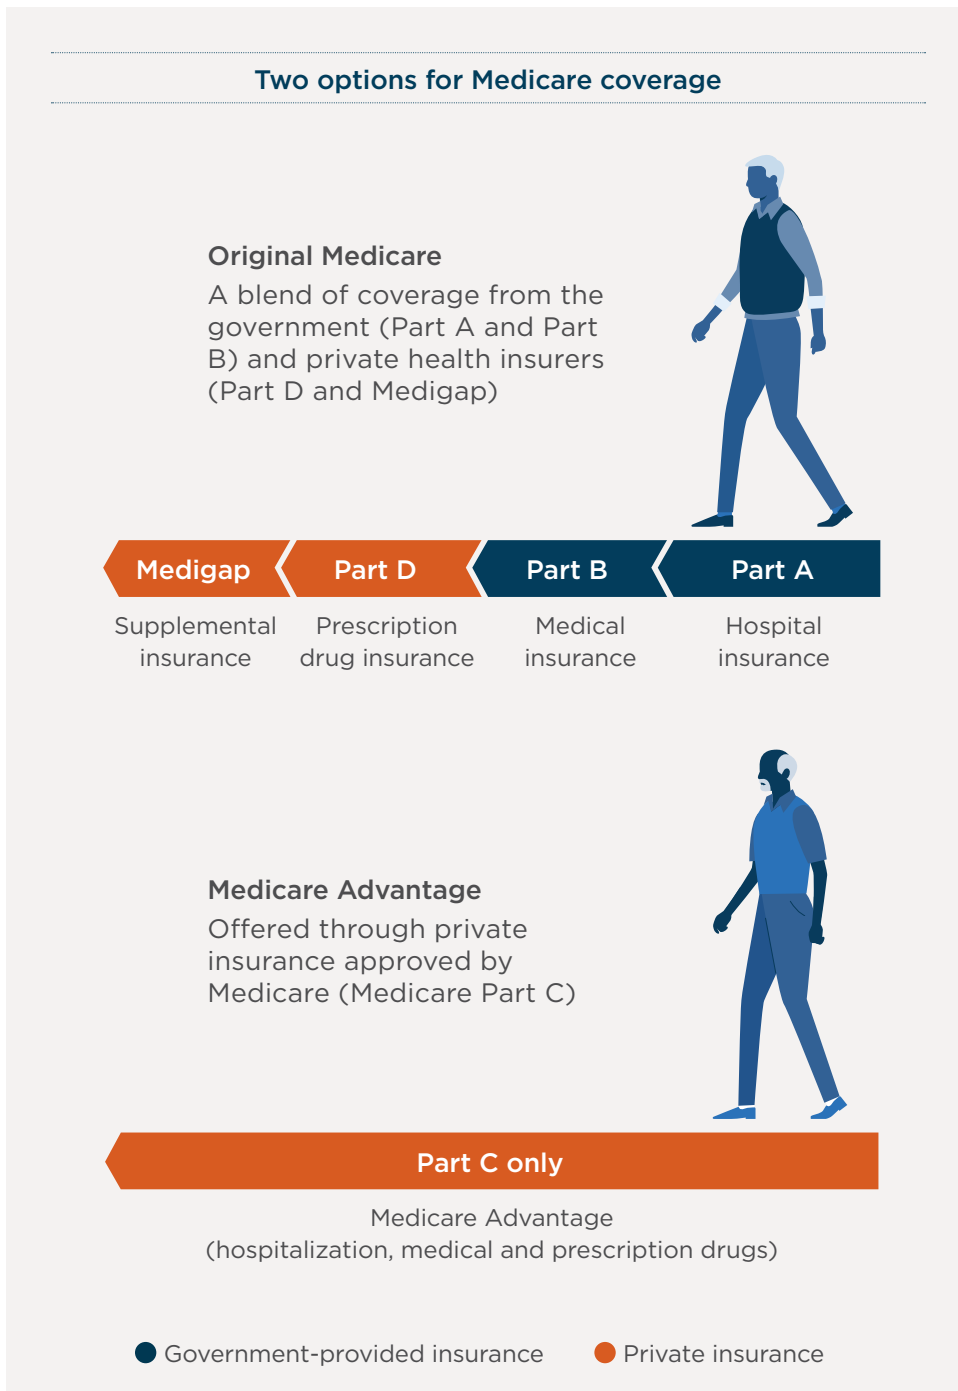 Two options for Medicare coverage
Original Medicare
A blend of coverage from the
government (Part A and Part
B) and private health insurers
(Part D and Medigap)
Medigap
Part D
Part B
Part A
Supplemental
insurance
Prescription
drug insurance
Medical
insurance
Hospital
insurance
Medicare Advantage
Offered through private
insurance approved by
Medicare (Medicare Part C)
Part C only
Medicare Advantage
(hospitalization, medical and prescription drugs)
Government-provided insurance
Private insurance